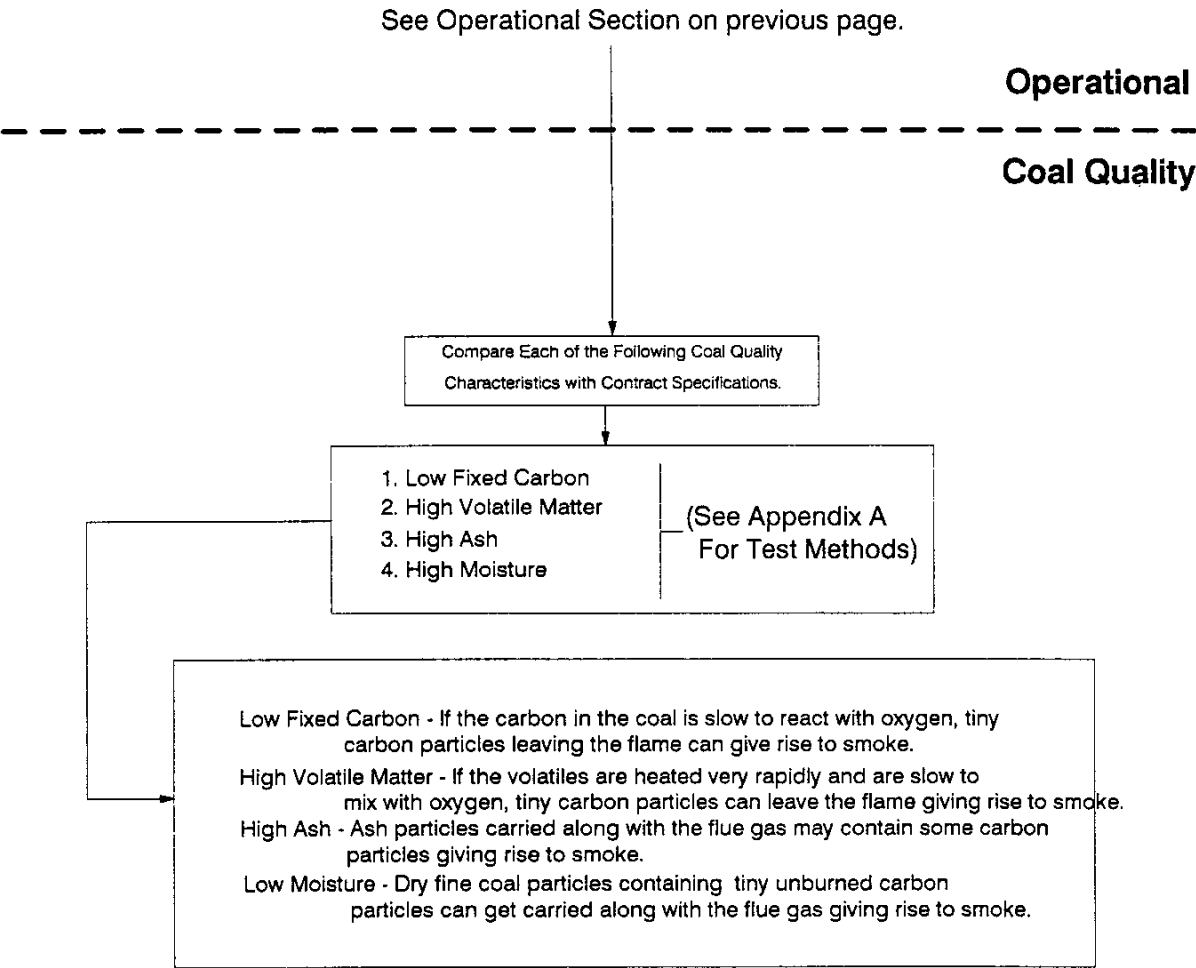 See Operational Section on previous page.
Operational
Coal Quality
Compare Each of the Following Coal Quality
Characteristics with Contract Specifications.
1. Low Fixed Carbon
2. High Volatile Matter
3. High Ash
4. High Moisture
(See Appendix A
For Test Methods)
Low Fixed Carbon - If the carbon in the coal is slow to react with oxygen, tiny
carbon particles leaving the flame can give rise to smoke.
High Volatile Matter - If the volatiles are heated very rapidly and are slow to
mix with oxygen, tiny carbon particles can leave the flame giving rise to smoke.
High Ash - Ash particles carried along with the flue gas may contain some carbon
particles giving rise to smoke.
Low Moisture - Dry fine coal particles containing tiny unburned carbon
particles can get carried along with the flue gas giving rise to smoke.